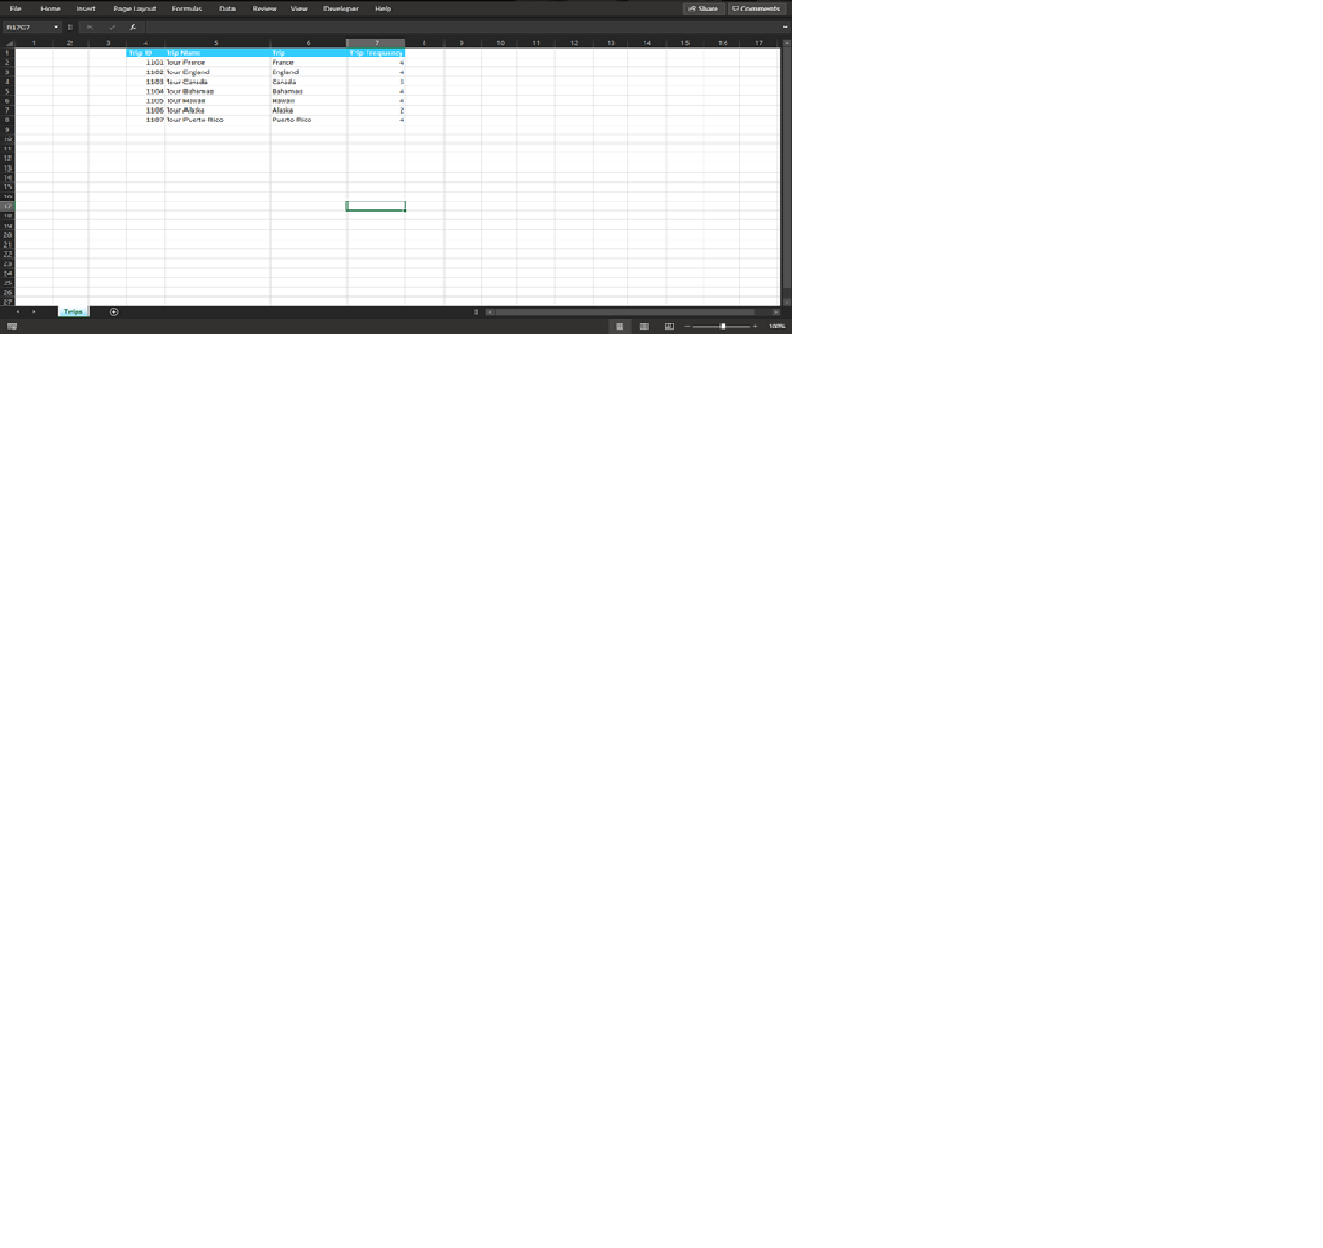 File Home Insert Page Layout Formulas Data Review View Developer Help Share Comments
R17C7 fx
1 2 3 4 5 6 7 8 9 10 11 12 13 14 15 16 17
1 Trip ID Trip Name Trip Trip Frequency
2 1101 Tour France France 4
3 1102 Tour England England 4
4 1103 Tour Canada Canada
5 1104 Tour Bahamas Bahamas 4
6 1105 Tour Hawaii Hawaii 4
7 1106 Tour Alaska Alaska 2
8 1107 Tour Puerto Rico Puerto Rico 4
9
10
11
12
13
14
15
16
17
18
19
20
21
22
23
24
25
26
27
Trips
100%